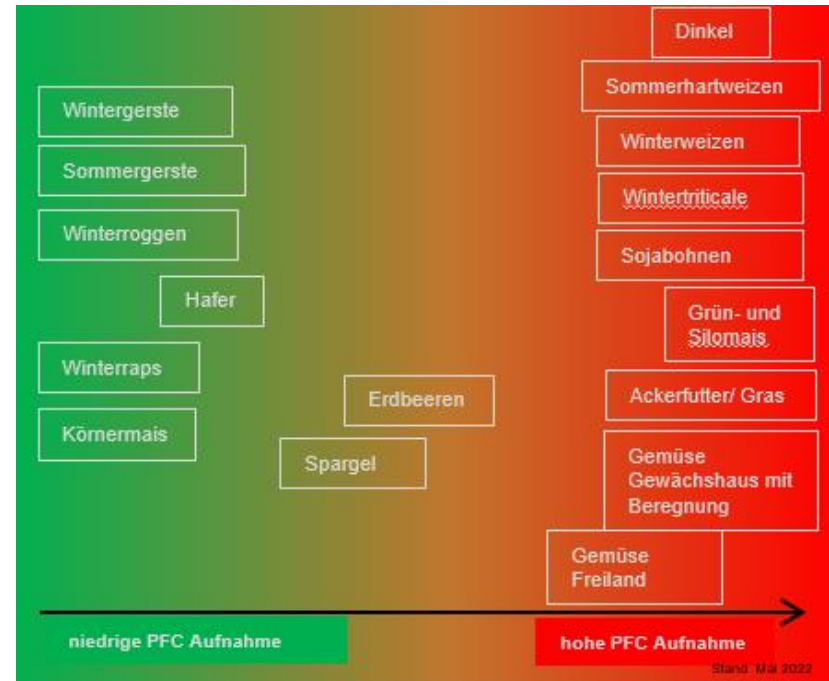 Dinkel
Sommerhartweizen
Wintergerste
Winterweizen
Sommergerste
Wintertriticale
Winterroggen
Sojabohnen
Hafer
Grün- und
Silomais
Winterraps
Erdbeeren
Ackerfutter/ Gras
Körnermais
Spargel
Gemüse
Gewächshaus mit
Beregnung
Gemüse
Freiland
niedrige PFC Aufnahme
hohe PFC Aufnahme
Stand Mai 2022